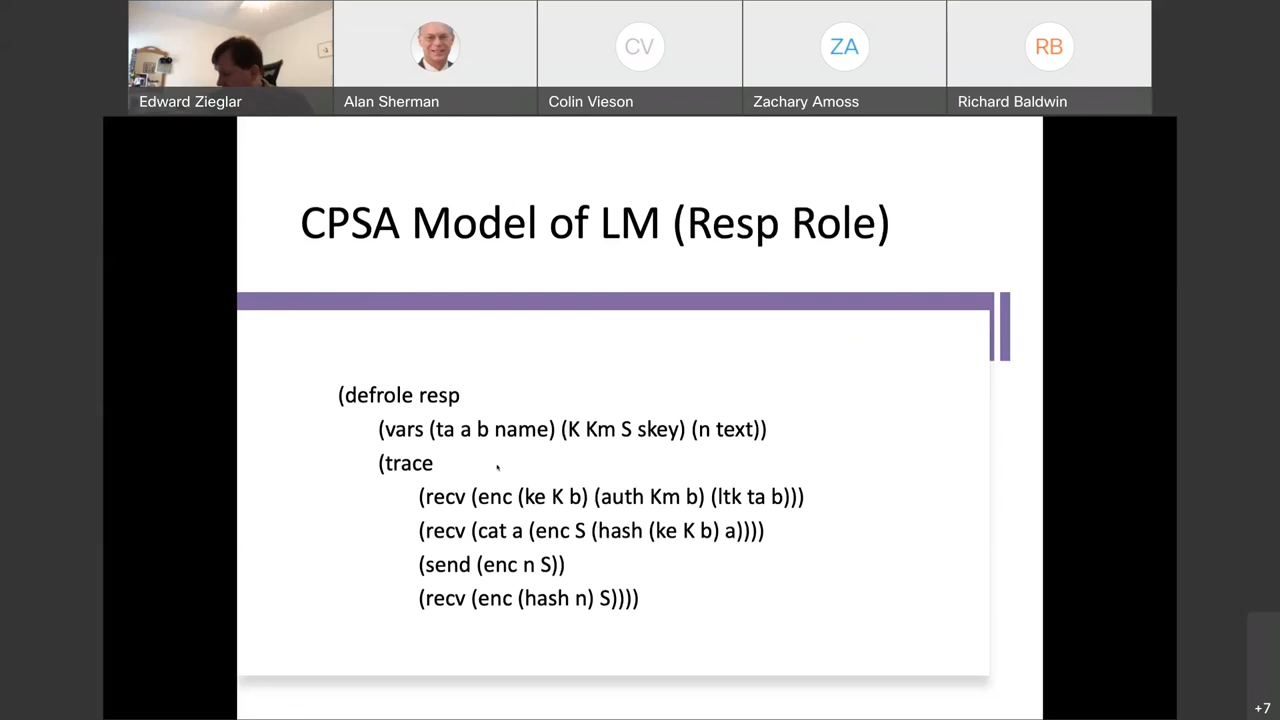 CV
ZA
RB
Edward Zieglar
Alan Sherman
Colin Vieson
Zachary Amoss
Richard Baldwin
CPSA Model of LM (Resp Role)
(defrole resp
(vars (ta a b name) (K Km S skey) (n text))
(trace
(recv (enc (ke K b) (auth Km b) (ltk ta b)))
(recv (cat a (enc S (hash (ke K b) a))))
(send (enc n S))
(recv (enc (hash n) S))))
+7